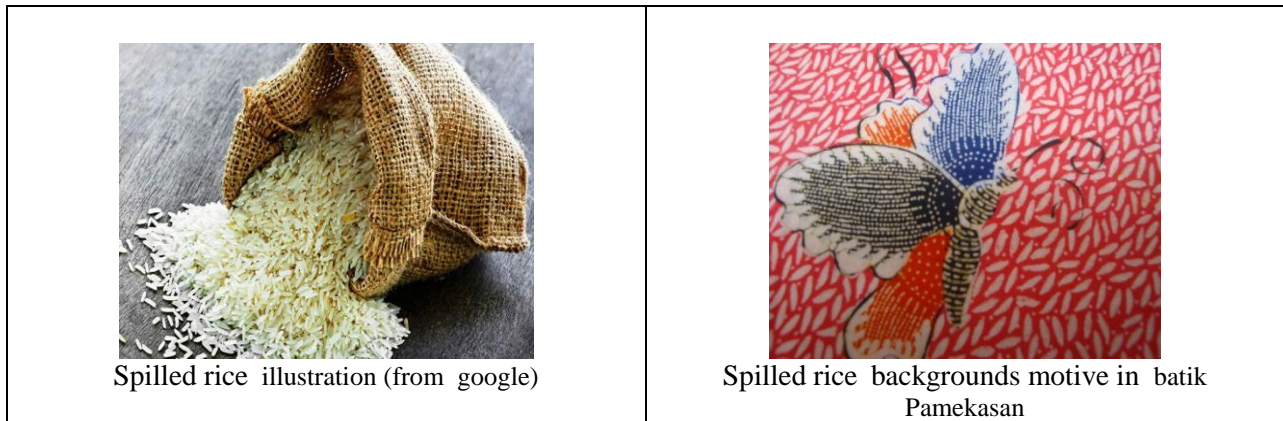 Spilled rice illustration (from google)
Spilled rice backgrounds motive in batik
Pamekasan